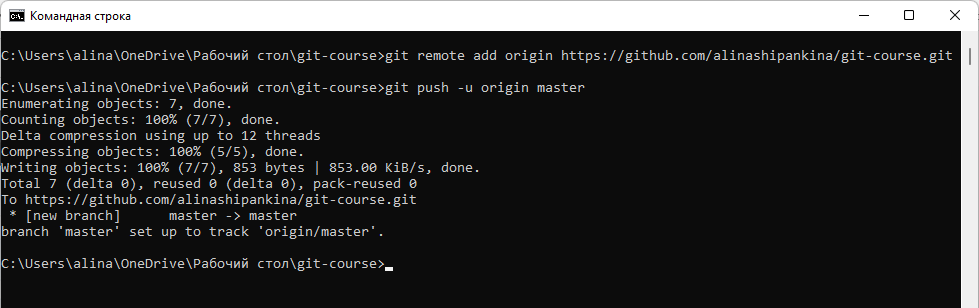 Командная строка
C:\Users\alina\OneDrive\Рабочий стол\git-course>git remote add origin https://github.com/alinashipankina/git-course.git
C:\Users\alina\OneDrive\Рабочий стол\git-course>git push -u origin master
Enumerating objects: 7, done.
Counting objects: 100% (7/7), done.
Delta compression using up to 12 threads
Compressing objects: 100% (5/5), done.
Writing objects: 100% (7/7), 853 bytes | 853.00 KiB/s, done.
Total 7 (delta 0), reused 0 (delta 0), pack-reused 0
To https://github.com/alinashipankina/git-course.git
 * [new branch]      master -> master
branch 'master' set up to track 'origin/master'.
C:\Users\alina\OneDrive\Рабочий стол\git-course>